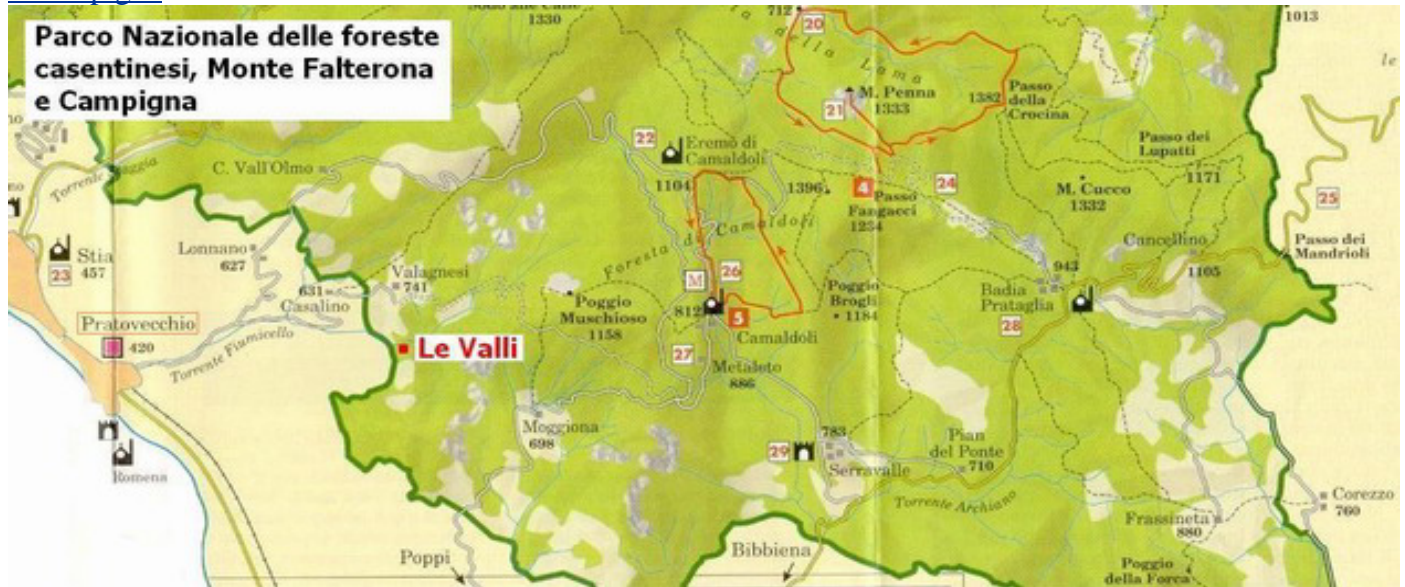 Parco Nazionale delle foreste
casentinesi, Monte Falterona
e Campigna
1330
712
20
1013
le
della Lama
M. Penna
1333
21
1382
Passo
della
Crocina
22
Eremo di
Camaldoli
Passo dei
Lupatti
C. Vall'Olmo
Torrente
1104
1396
4
Passo
Fangacci
1234
24
M. Cucco
1332
1171
25
Stia
457
23
Lonnano
627
Foresta di Camaldoli
Cancellino
1105
Passo dei
Mandrioli
Valagnesi
741
631
Casalino
M
26
943
Badia
Prataglia
Poggio
Muschioso
1158
812
5
Camaldoli
Poggio
Brogli
1184
28
Pratovecchio
420
Torrente Fiumicello
Le Valli
27
Metaleto
886
Moggiona
698
783
29
Serravalle
Pian
del Ponte
710
Romena
Torrente Archiano
Corezzo
760
Frassineta
880
Poppi
Bibbiena
Poggio
della Forca